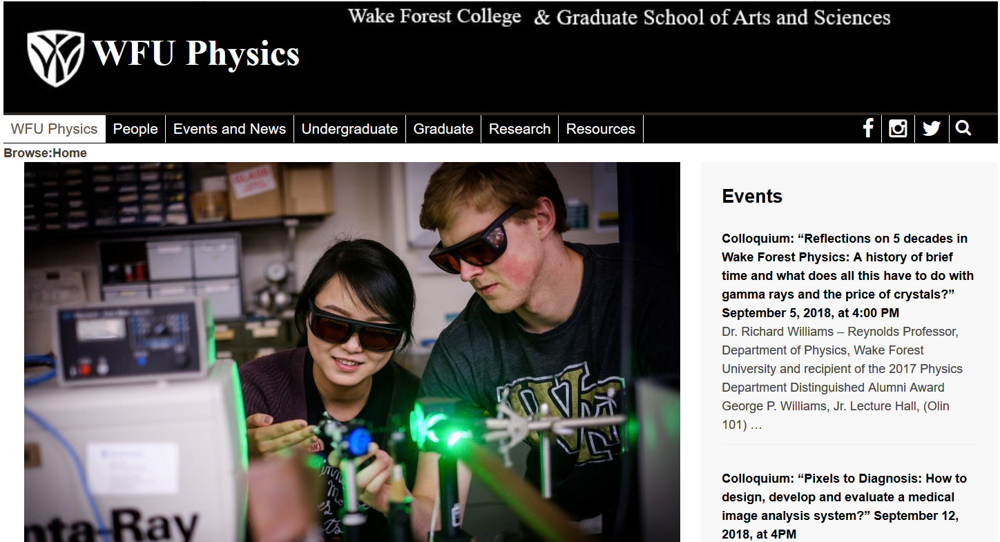 Wake Forest College & Graduate School of Arts and Sciences
WFU Physics
WFU Physics People Events and News Undergraduate Graduate Research Resources
Browse:Home
Events
Colloquium: “Reflections on 5 decades in
Wake Forest Physics: A history of brief
time and what does all this have to do with
gamma rays and the price of crystals?”
September 5, 2018, at 4:00 PM
Dr. Richard Williams – Reynolds Professor,
Department of Physics, Wake Forest
University and recipient of the 2017 Physics
Department Distinguished Alumni Award
George P. Williams, Jr. Lecture Hall, (Olin
101) …
Colloquium: “Pixels to Diagnosis: How to
design, develop and evaluate a medical
image analysis system?” September 12,
2018, at 4PM
WF
nta-Ray